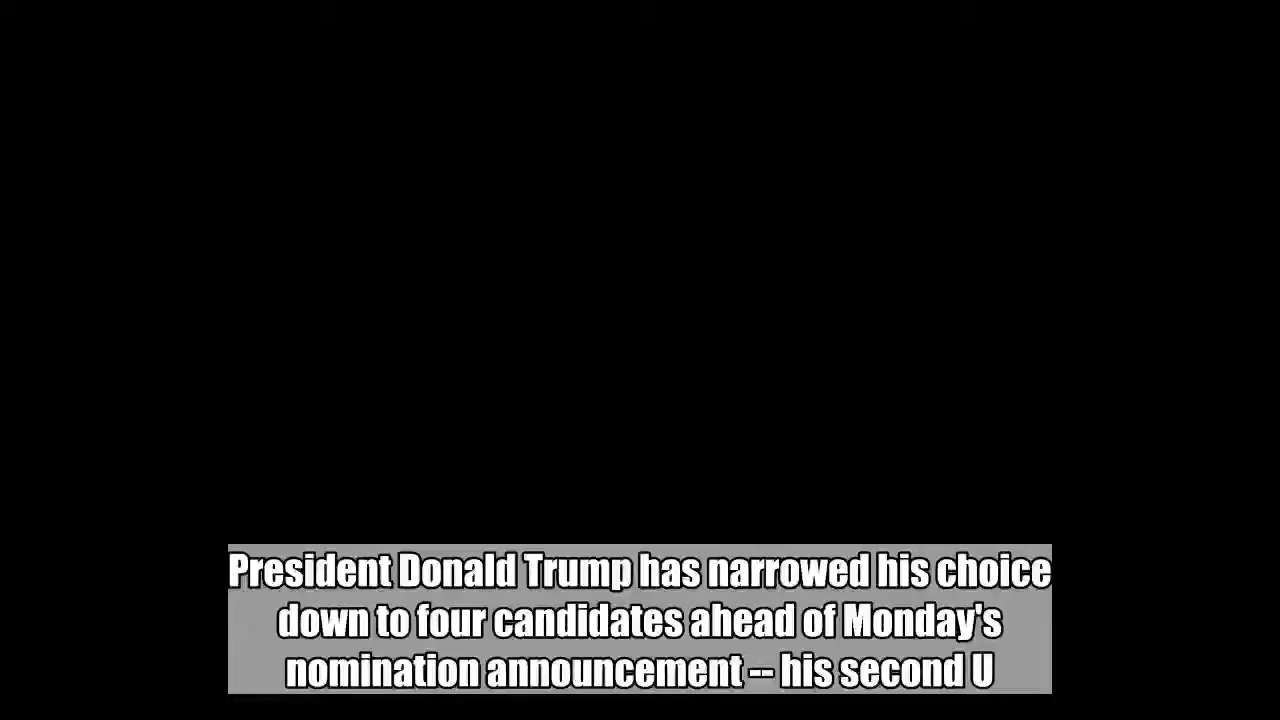 President Donald Trump has narrowed his choice
down to four candidates ahead of Monday's
nomination announcement -- his second U